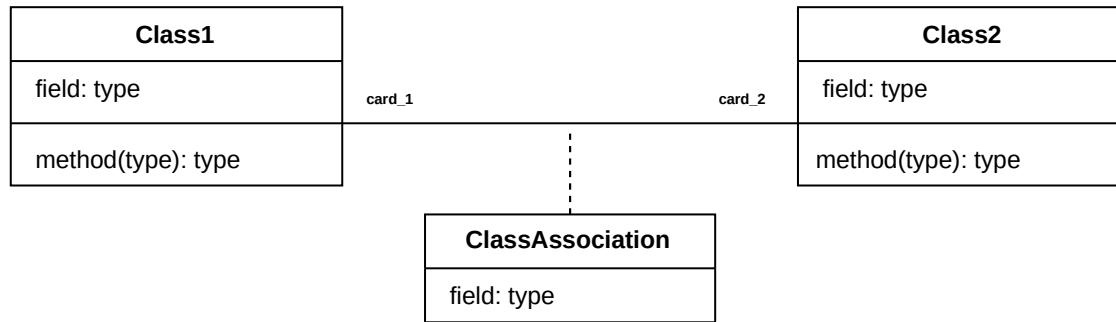 Class1
field: type
method(type): type
card_1
card_2
Class2
field: type
method(type): type
ClassAssociation
field: type